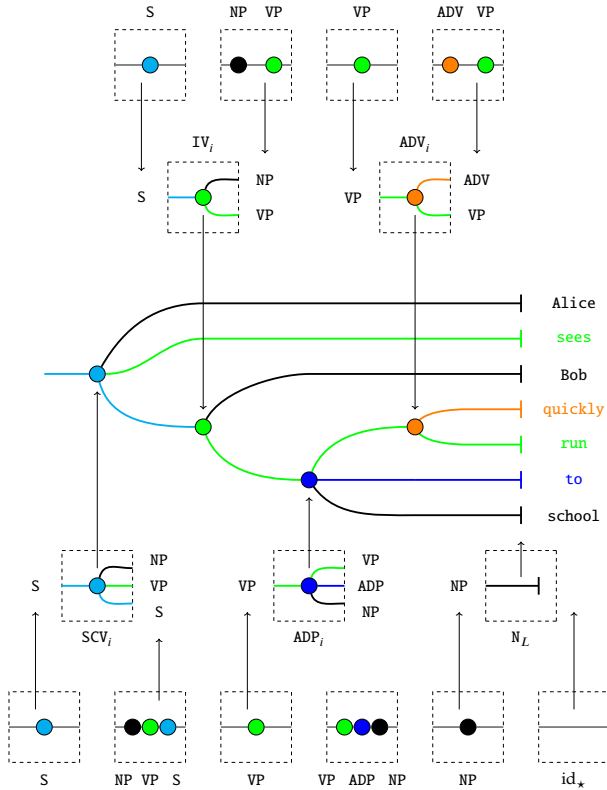 S NP VP VP ADV VP
IV_i ADV_i
S NP VP ADV
VP VP
Alice
sees
Bob
quickly
run
to
school
NP VP
S VP VP ADP NP
S NP
SCV_i ADP_i N_L
S NP VP S VP VP ADP NP NP id_⋆